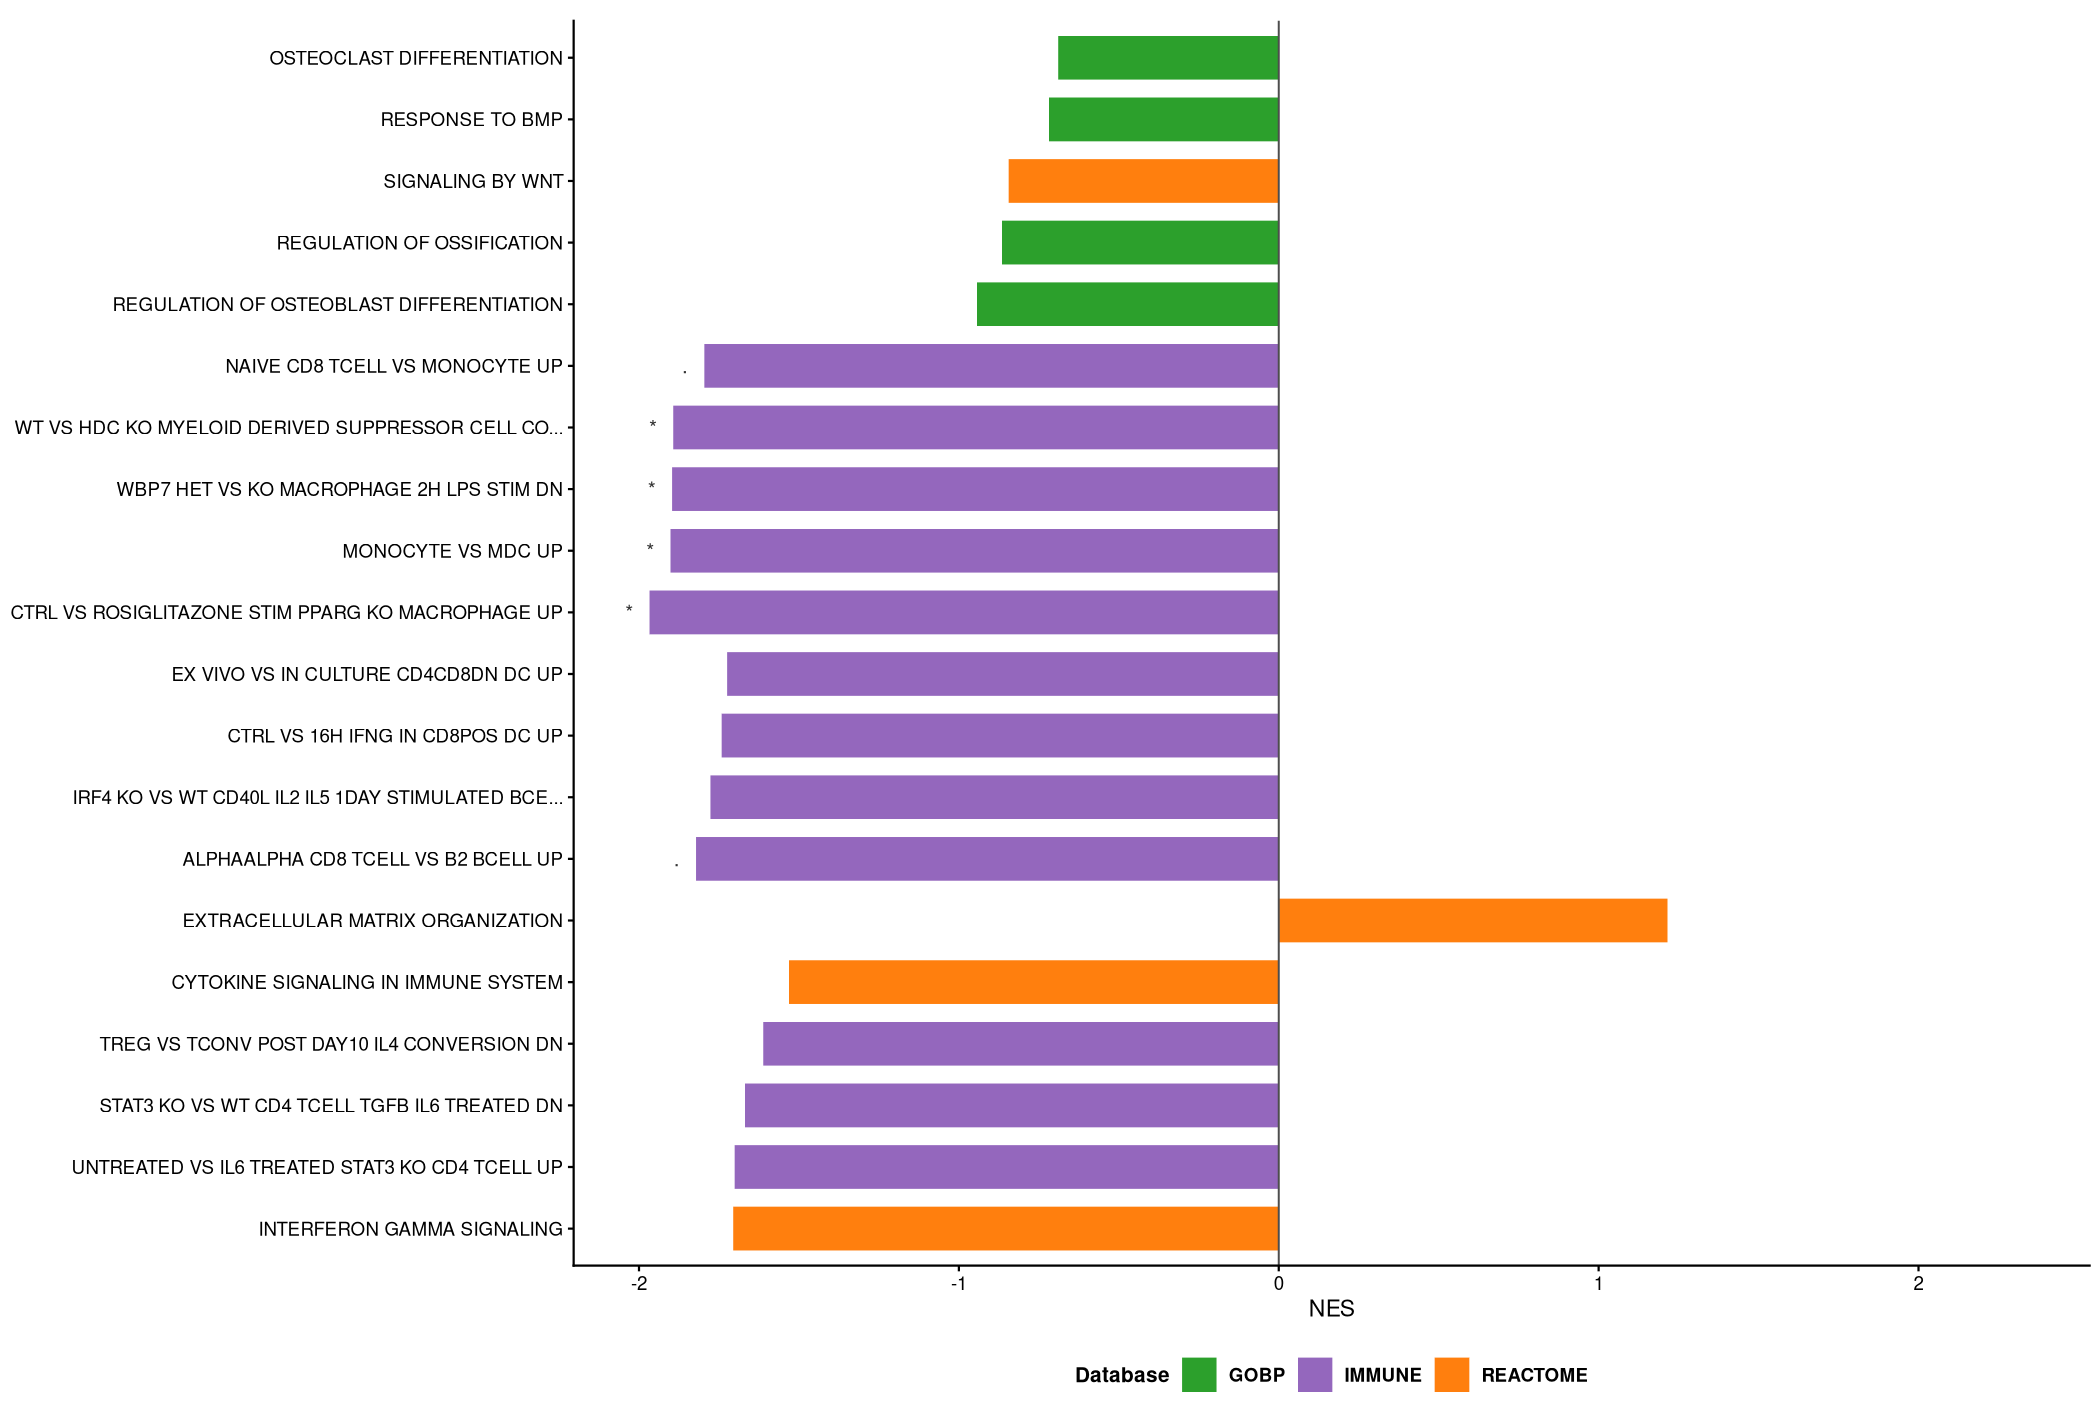 OSTEOCLAST DIFFERENTIATION
RESPONSE TO BMP
SIGNALING BY WNT
REGULATION OF OSSIFICATION
REGULATION OF OSTEOBLAST DIFFERENTIATION
NAIVE CD8 TCELL VS MONOCYTE UP .
WT VS HDC KO MYELOID DERIVED SUPPRESSOR CELL CO... *
WBP7 HET VS KO MACROPHAGE 2H LPS STIM DN *
MONOCYTE VS MDC UP *
CTRL VS ROSIGLITAZONE STIM PPARG KO MACROPHAGE UP *
EX VIVO VS IN CULTURE CD4CD8DN DC UP
CTRL VS 16H IFNG IN CD8POS DC UP
IRF4 KO VS WT CD40L IL2 IL5 1DAY STIMULATED BCE...
ALPHAALPHA CD8 TCELL VS B2 BCELL UP .
EXTRACELLULAR MATRIX ORGANIZATION
CYTOKINE SIGNALING IN IMMUNE SYSTEM
TREG VS TCONV POST DAY10 IL4 CONVERSION DN
STAT3 KO VS WT CD4 TCELL TGFB IL6 TREATED DN
UNTREATED VS IL6 TREATED STAT3 KO CD4 TCELL UP
INTERFERON GAMMA SIGNALING
-2 -1 0 1 2
NES
Database GOBP IMMUNE REACTOME